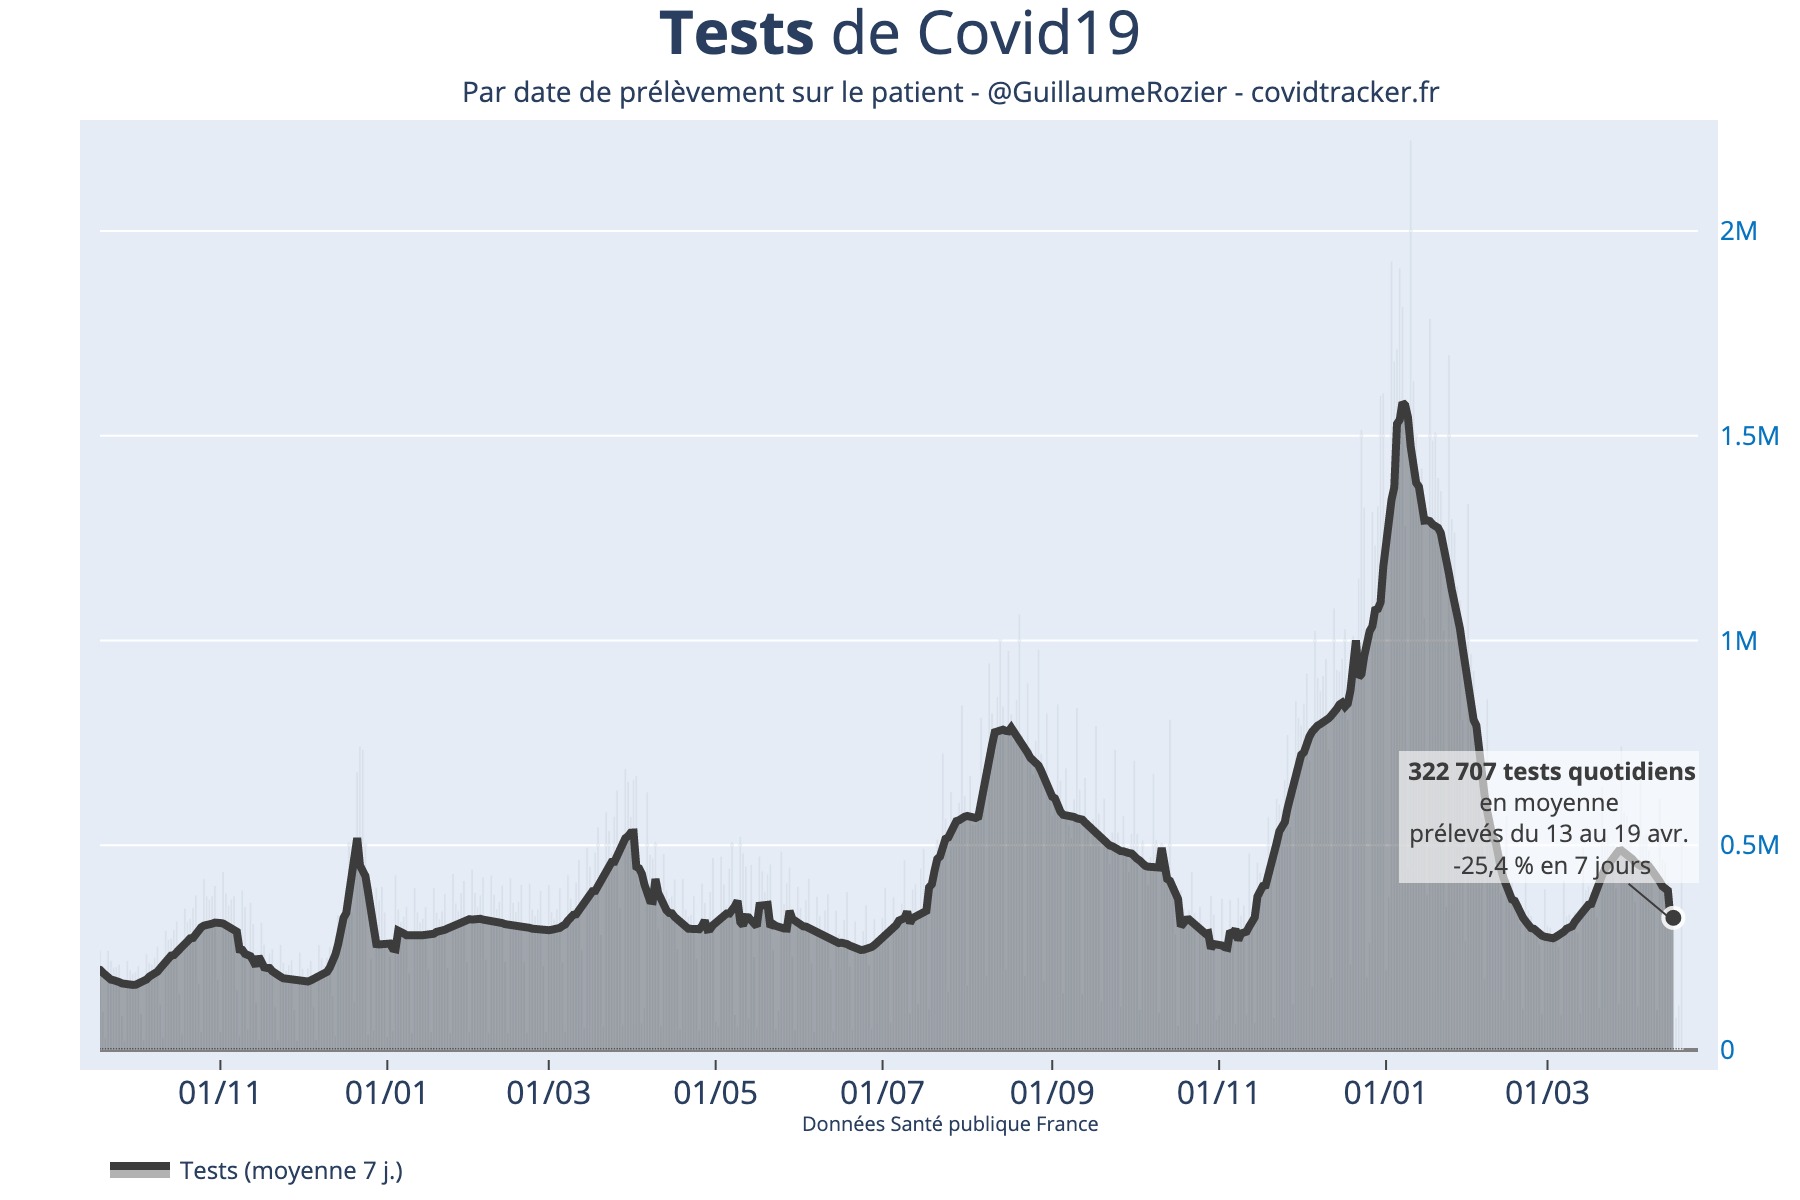 Tests de Covid19
Par date de prélèvement sur le patient - @GuillaumeRozier - covidtracker.fr
2M
1.5M
1M
0.5M
0
322 707 tests quotidiens
en moyenne
prélevés du 13 au 19 avr.
-25,4 % en 7 jours
01/11 01/01 01/03 01/05 01/07 01/09 01/11 01/01 01/03
Données Santé publique France
Tests (moyenne 7 j.)